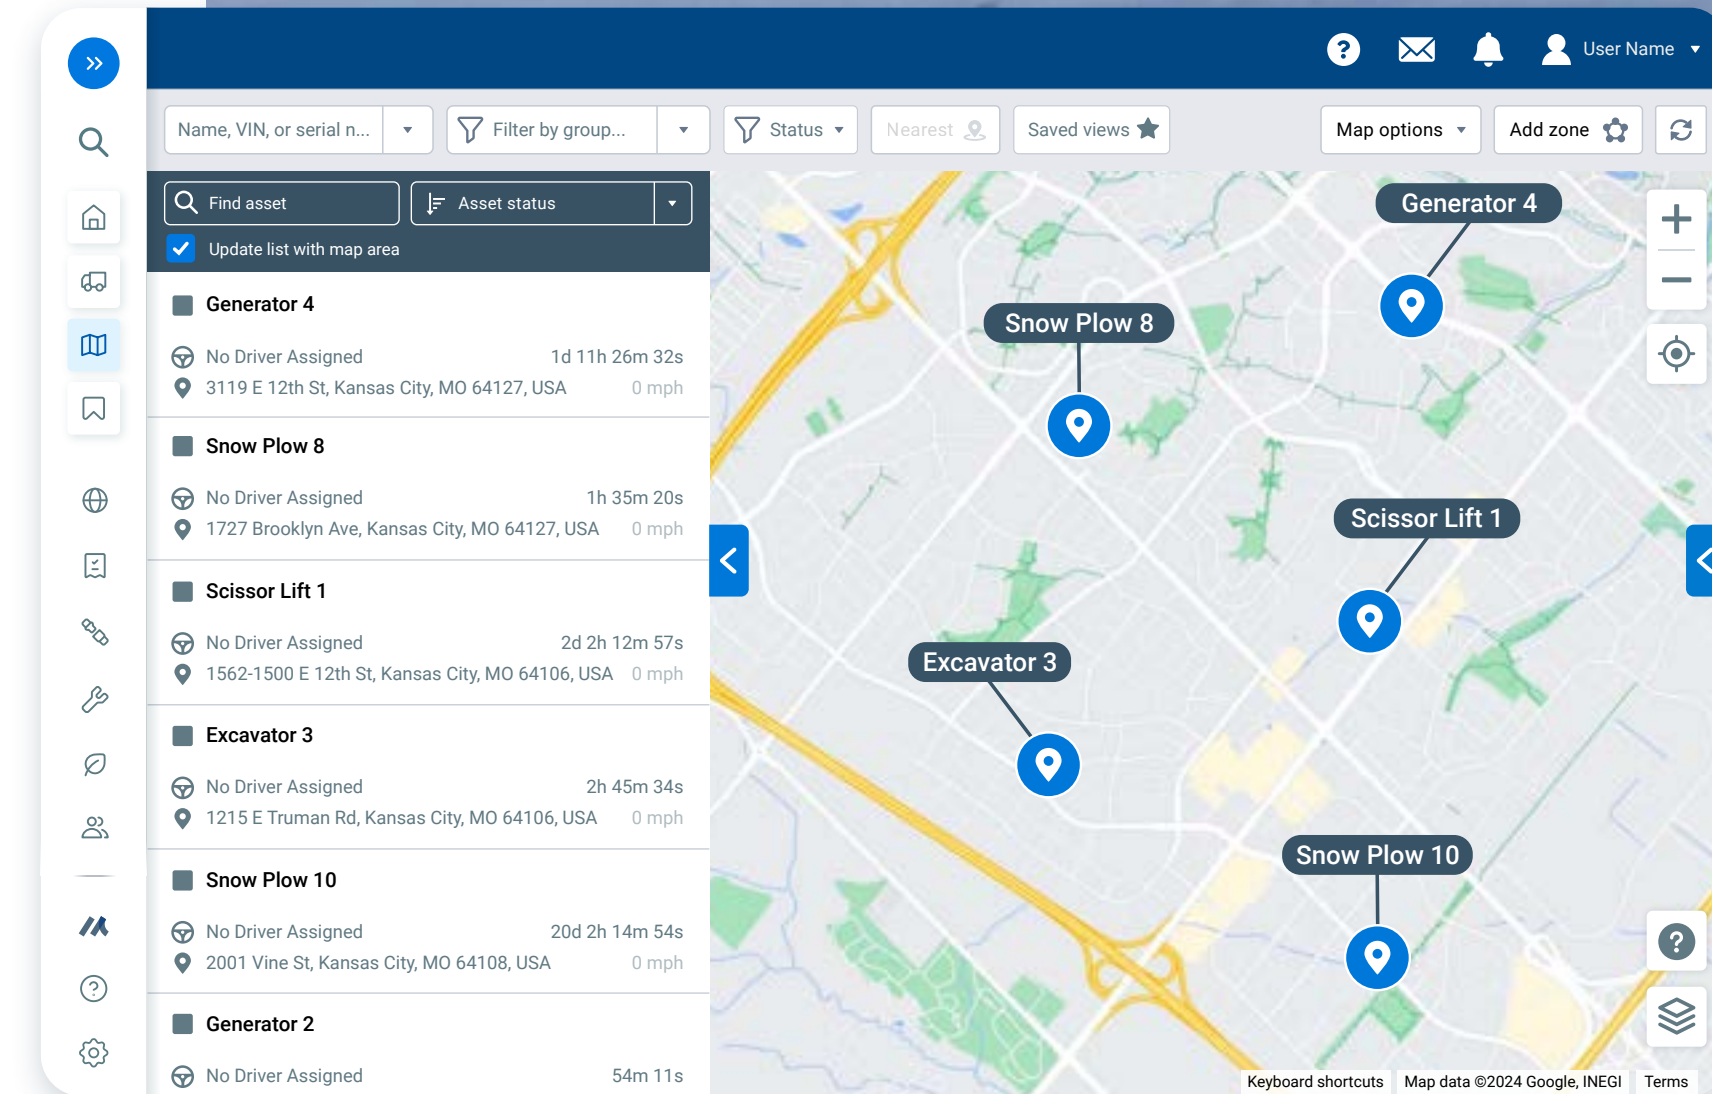 User Name
Name, VIN, or serial n...
Filter by group...
Status
Nearest
Saved views
Map options
Add zone
Find asset
Asset status
Update list with map area
Generator 4
No Driver Assigned 1d 11h 26m 32s
3119 E 12th St, Kansas City, MO 64127, USA 0 mph
Snow Plow 8
No Driver Assigned 1h 35m 20s
1727 Brooklyn Ave, Kansas City, MO 64127, USA 0 mph
Scissor Lift 1
No Driver Assigned 2d 2h 12m 57s
1562-1500 E 12th St, Kansas City, MO 64106, USA 0 mph
Excavator 3
No Driver Assigned 2h 45m 34s
1215 E Truman Rd, Kansas City, MO 64106, USA 0 mph
Snow Plow 10
No Driver Assigned 20d 2h 14m 54s
2001 Vine St, Kansas City, MO 64108, USA 0 mph
Generator 2
No Driver Assigned 54m 11s
Generator 4
Snow Plow 8
Scissor Lift 1
Excavator 3
Snow Plow 10
Keyboard shortcuts
Map data ©2024 Google, INEGI
Terms